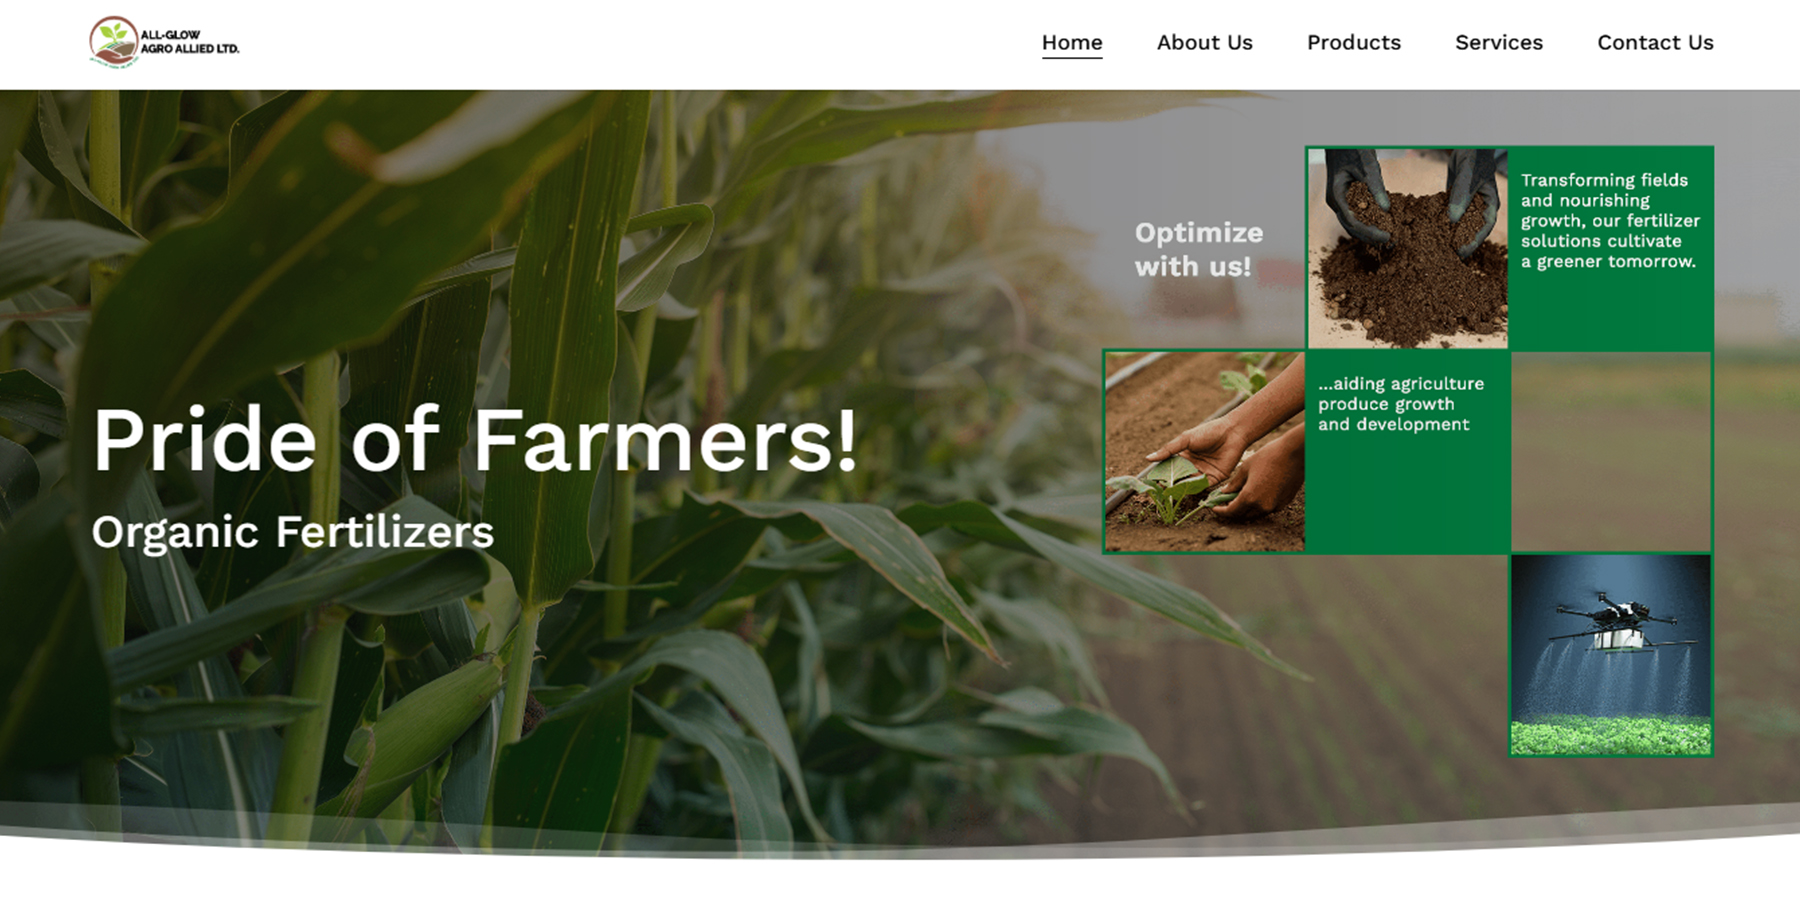 ALL-GLOW
AGRO ALLIED LTD.
Home
About Us
Products
Services
Contact Us
Optimize
with us!
Transforming fields
and nourishing
growth, our fertilizer
solutions cultivate
a greener tomorrow.
...aiding agriculture
produce growth
and development
Pride of Farmers!
Organic Fertilizers